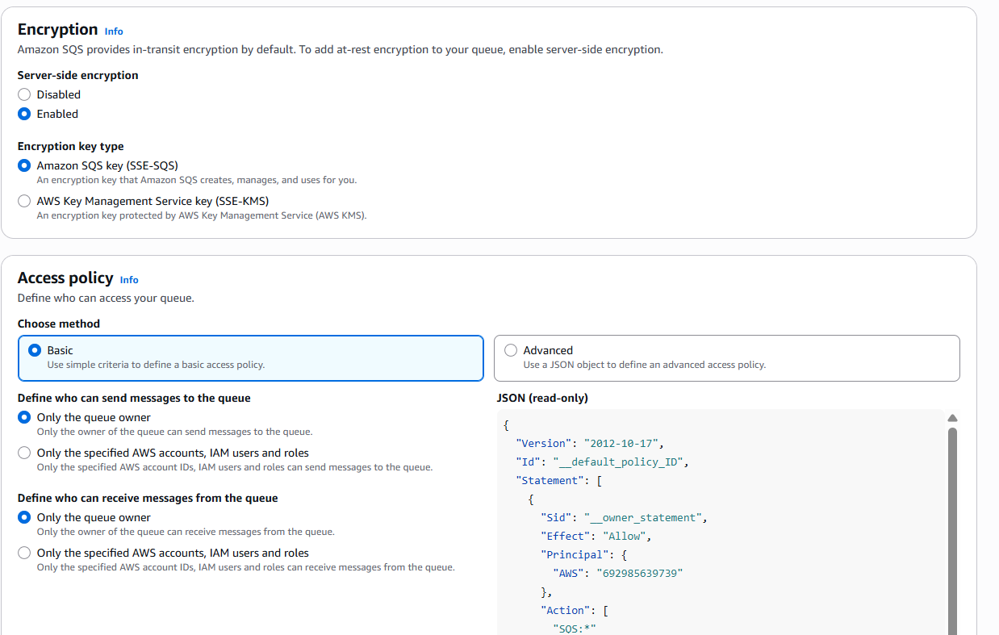 Encryption Info
Amazon SQS provides in-transit encryption by default. To add at-rest encryption to your queue, enable server-side encryption.
Server-side encryption
Disabled
Enabled
Encryption key type
Amazon SQS key (SSE-SQS)
An encryption key that Amazon SQS creates, manages, and uses for you.
AWS Key Management Service key (SSE-KMS)
An encryption key protected by AWS Key Management Service (AWS KMS).
Access policy Info
Define who can access your queue.
Choose method
Basic
Use simple criteria to define a basic access policy.
Advanced
Use a JSON object to define an advanced access policy.
Define who can send messages to the queue
Only the queue owner
Only the owner of the queue can send messages to the queue.
Only the specified AWS accounts, IAM users and roles
Only the specified AWS account IDs, IAM users and roles can send messages to the queue.
Define who can receive messages from the queue
Only the queue owner
Only the owner of the queue can receive messages from the queue.
Only the specified AWS accounts, IAM users and roles
Only the specified AWS account IDs, IAM users and roles can receive messages from the queue.
JSON (read-only)
{
"Version": "2012-10-17",
"Id": "__default_policy_ID",
"Statement": [
{
"Sid": "__owner_statement",
"Effect": "Allow",
"Principal": {
"AWS": "692985639739"
},
"Action": [
"SQS:*"